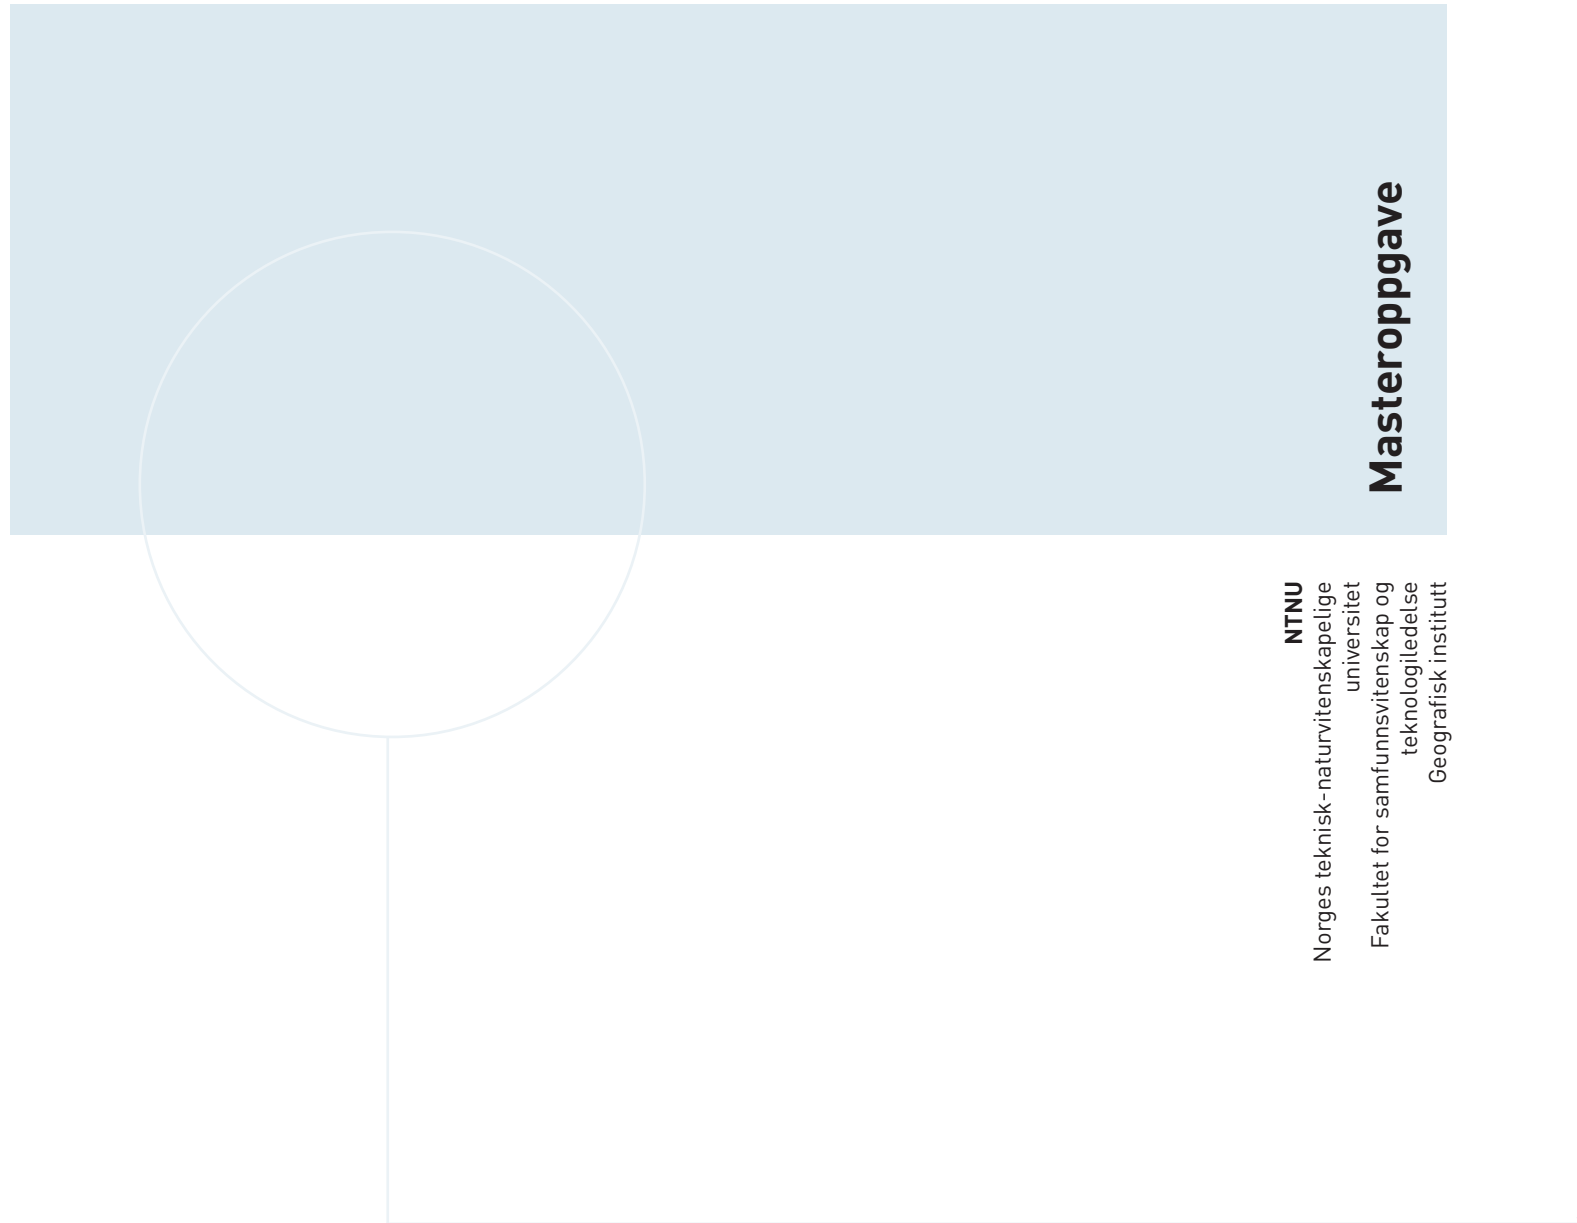 Masteroppgave
NTNU
Norges teknisk-naturvitenskapelige
universitet
Fakultet for samfunnsvitenskap og
teknologiledelse
Geografisk institutt